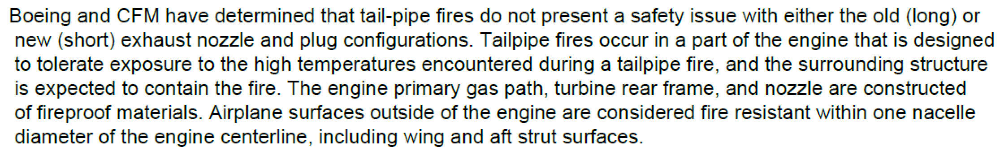 Boeing and CFM have determined that tail-pipe fires do not present a safety issue with either the old (long) or
new (short) exhaust nozzle and plug configurations. Tailpipe fires occur in a part of the engine that is designed
to tolerate exposure to the high temperatures encountered during a tailpipe fire, and the surrounding structure
is expected to contain the fire. The engine primary gas path, turbine rear frame, and nozzle are constructed
of fireproof materials. Airplane surfaces outside of the engine are considered fire resistant within one nacelle
diameter of the engine centerline, including wing and aft strut surfaces.